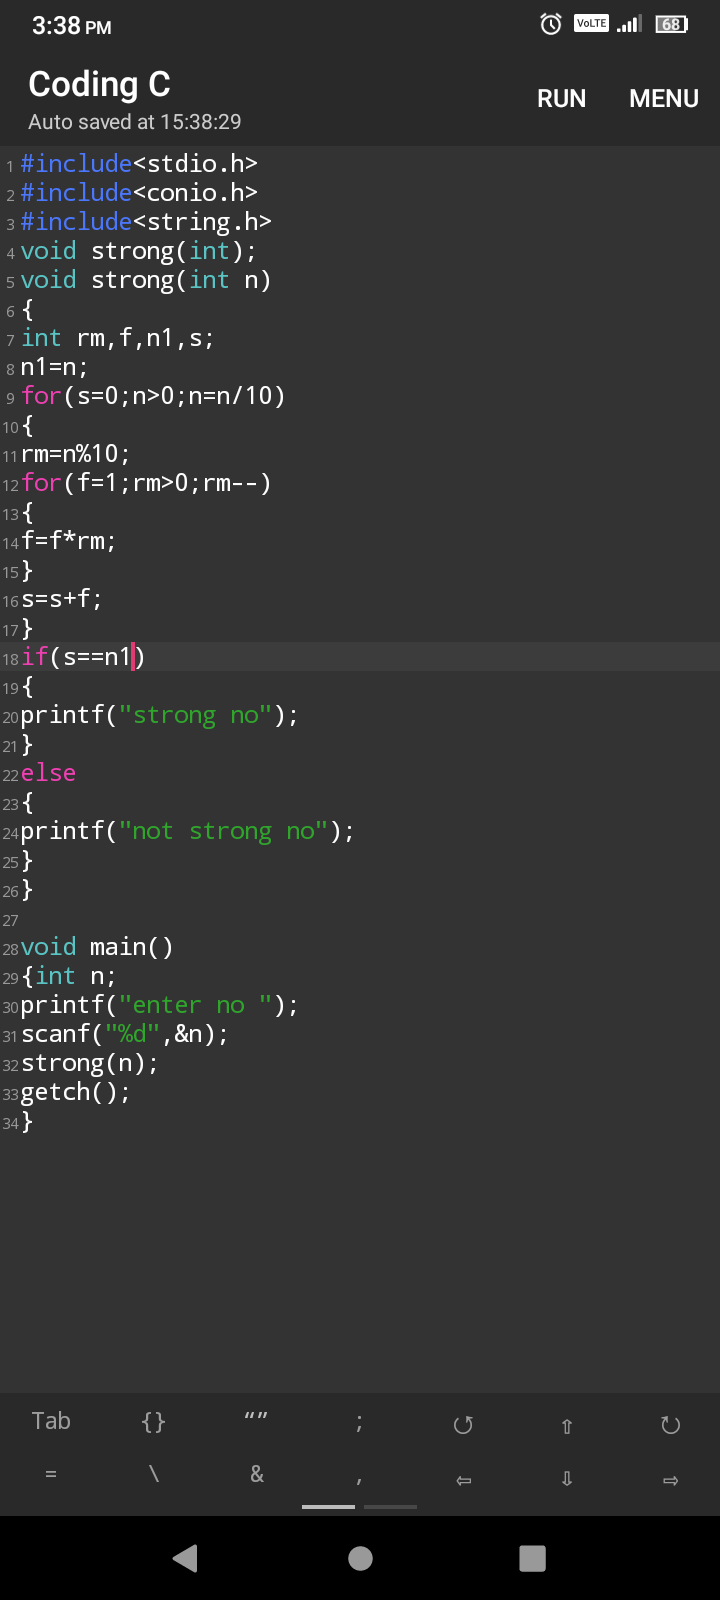 3:38 PM
VoLTE
68
Coding C
RUN
MENU
Auto saved at 15:38:29
1 #include<stdio.h>
2 #include<conio.h>
3 #include<string.h>
4 void strong(int);
5 void strong(int n)
6 {
7 int rm,f,n1,s;
8 n1=n;
9 for(s=0;n>0;n=n/10)
10 {
11 rm=n%10;
12 for(f=1;rm>0;rm--)
13 {
14 f=f*rm;
15 }
16 s=s+f;
17 }
18 if(s==n1)
19 {
20 printf("strong no");
21 }
22 else
23 {
24 printf("not strong no");
25 }
26 }
27
28 void main()
29 {int n;
30 printf("enter no ");
31 scanf("%d",&n);
32 strong(n);
33 getch();
34 }
Tab {} “” ; ↺ ⇧ ↻
= \ & , ⇦ ⇩ ⇨